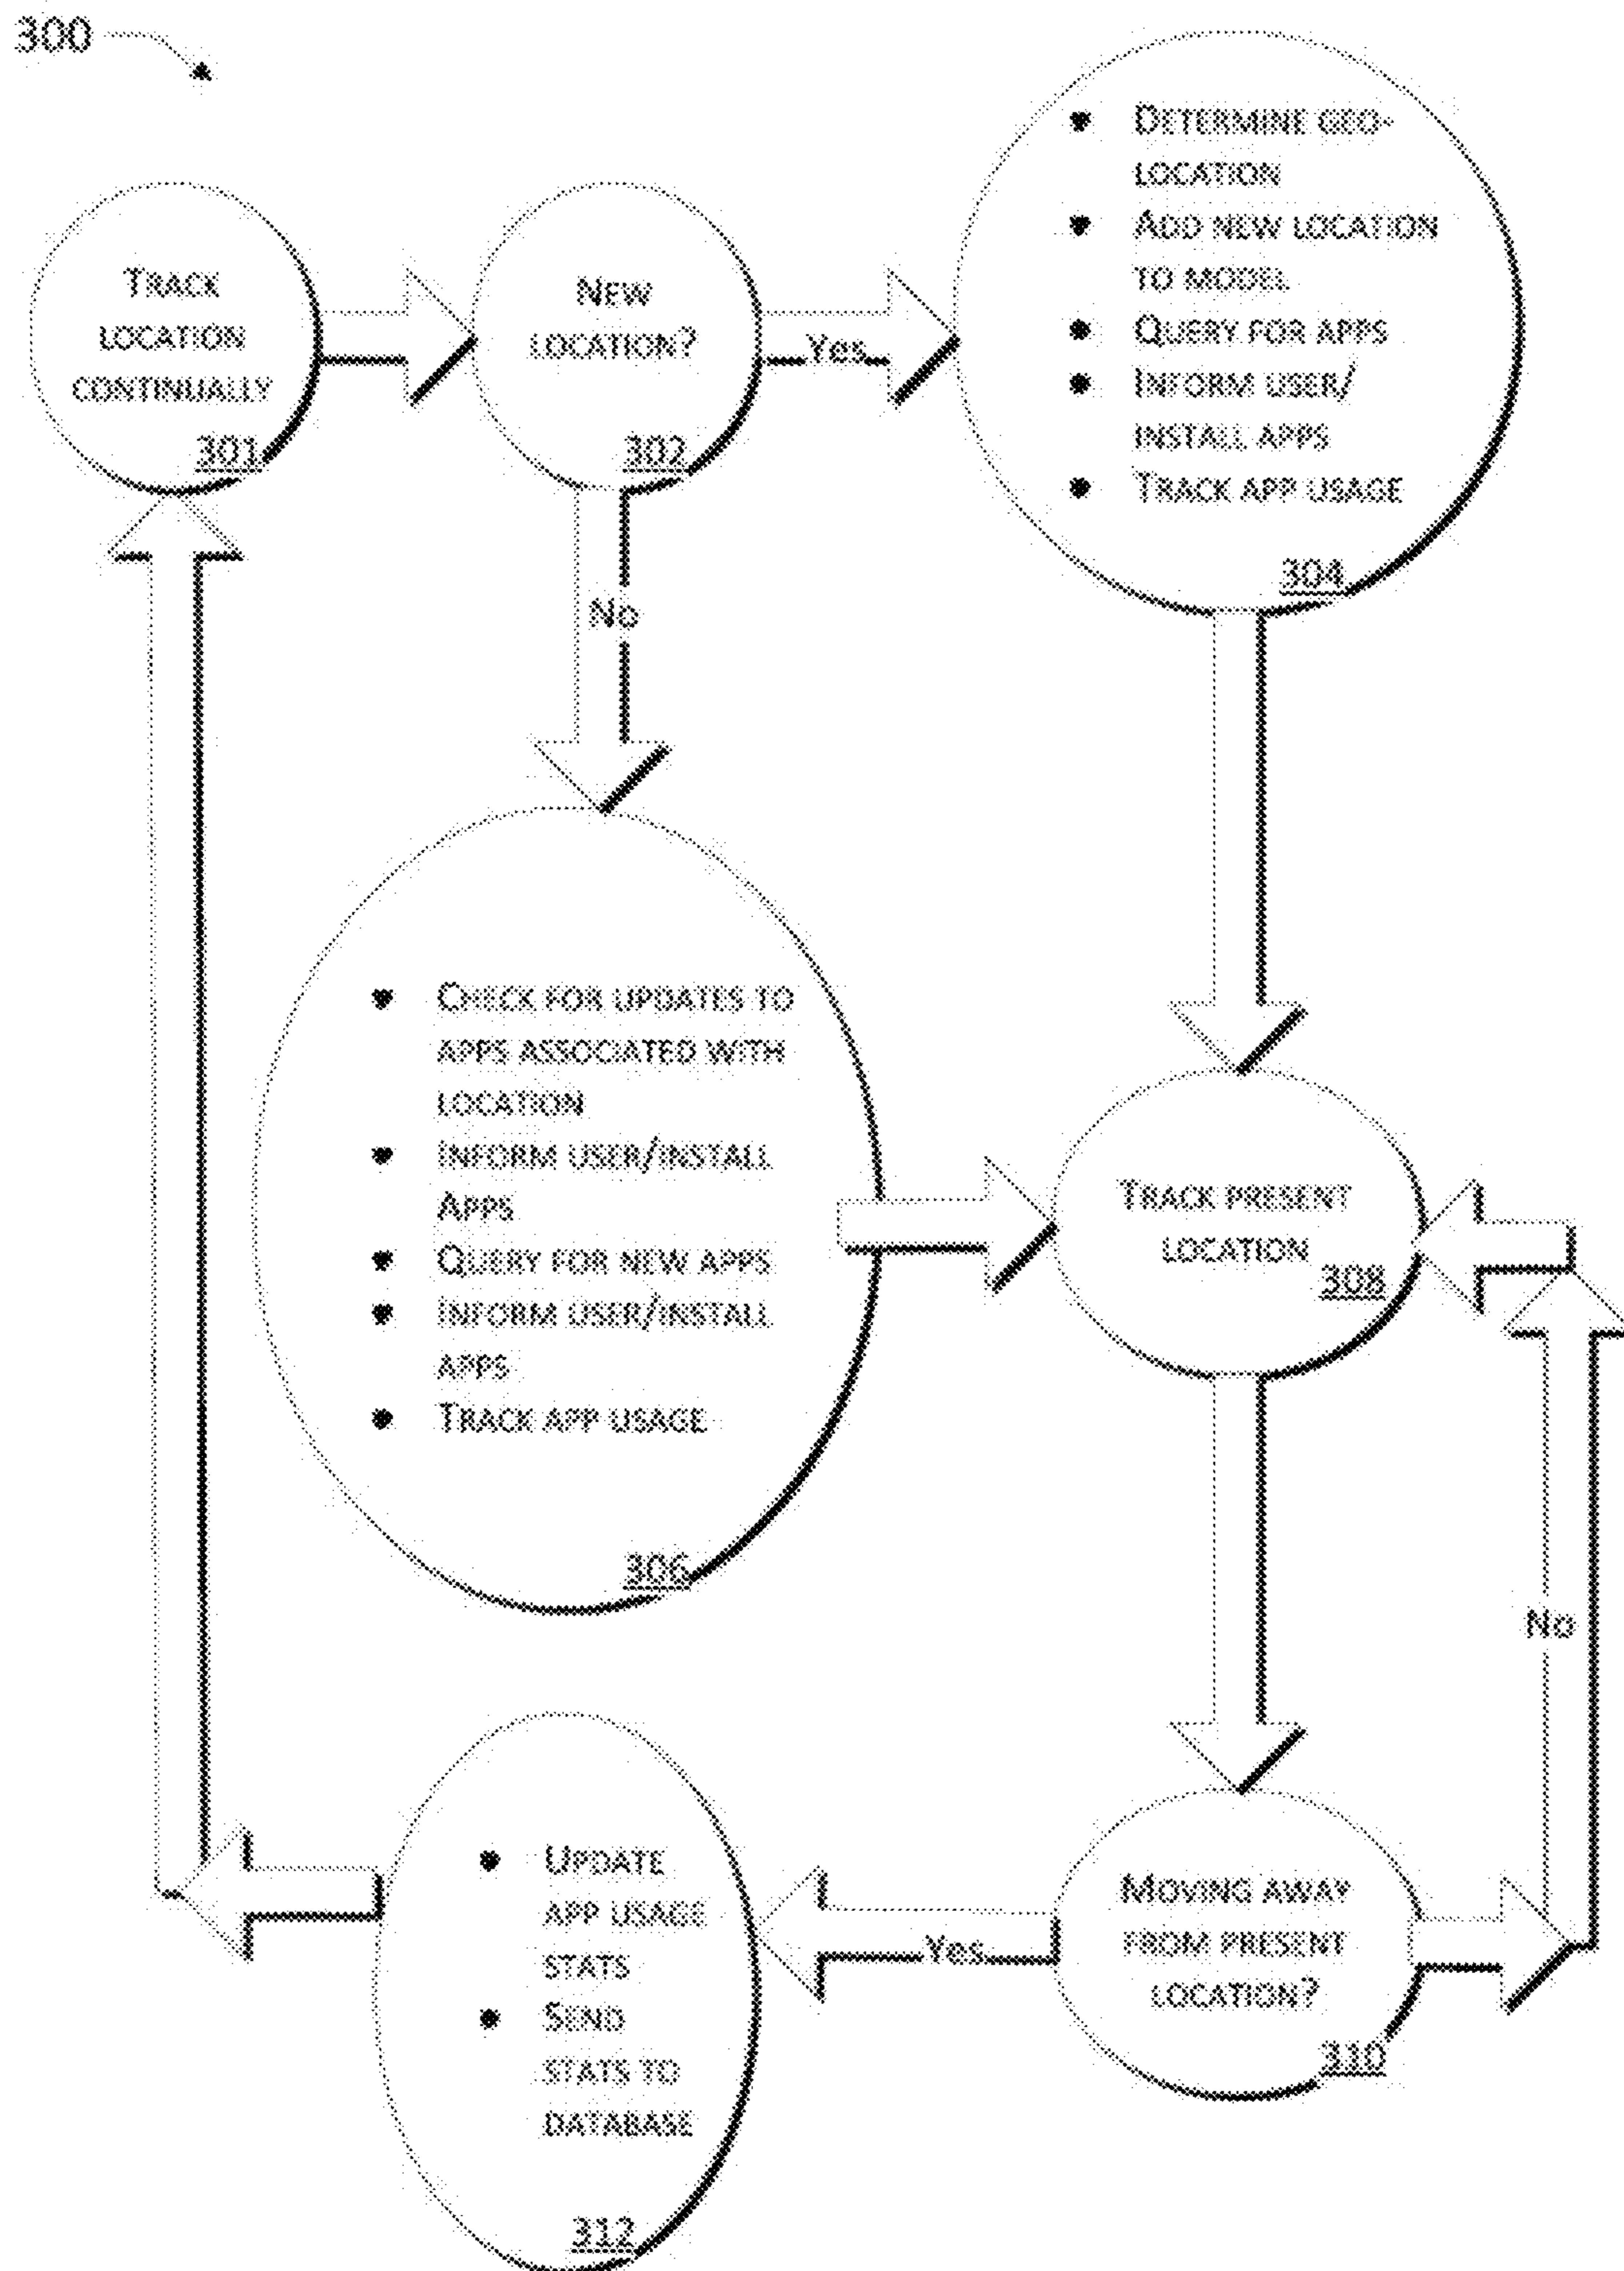 300
TRACK
LOCATION
CONTINUALLY
301
NEW
LOCATION?
302
Yes
• DETERMINE GEO-
LOCATION
• ADD NEW LOCATION
TO MODEL
• QUERY FOR APPS
• INFORM USER/
INSTALL APPS
• TRACK APP USAGE
304
No
• CHECK FOR UPDATES TO
APPS ASSOCIATED WITH
LOCATION
• INFORM USER/INSTALL
APPS
• QUERY FOR NEW APPS
• INFORM USER/INSTALL
APPS
• TRACK APP USAGE
306
TRACK PRESENT
LOCATION
308
No
MOVING AWAY
FROM PRESENT
LOCATION?
310
Yes
• UPDATE
APP USAGE
STATS
• SEND
STATS TO
DATABASE
312